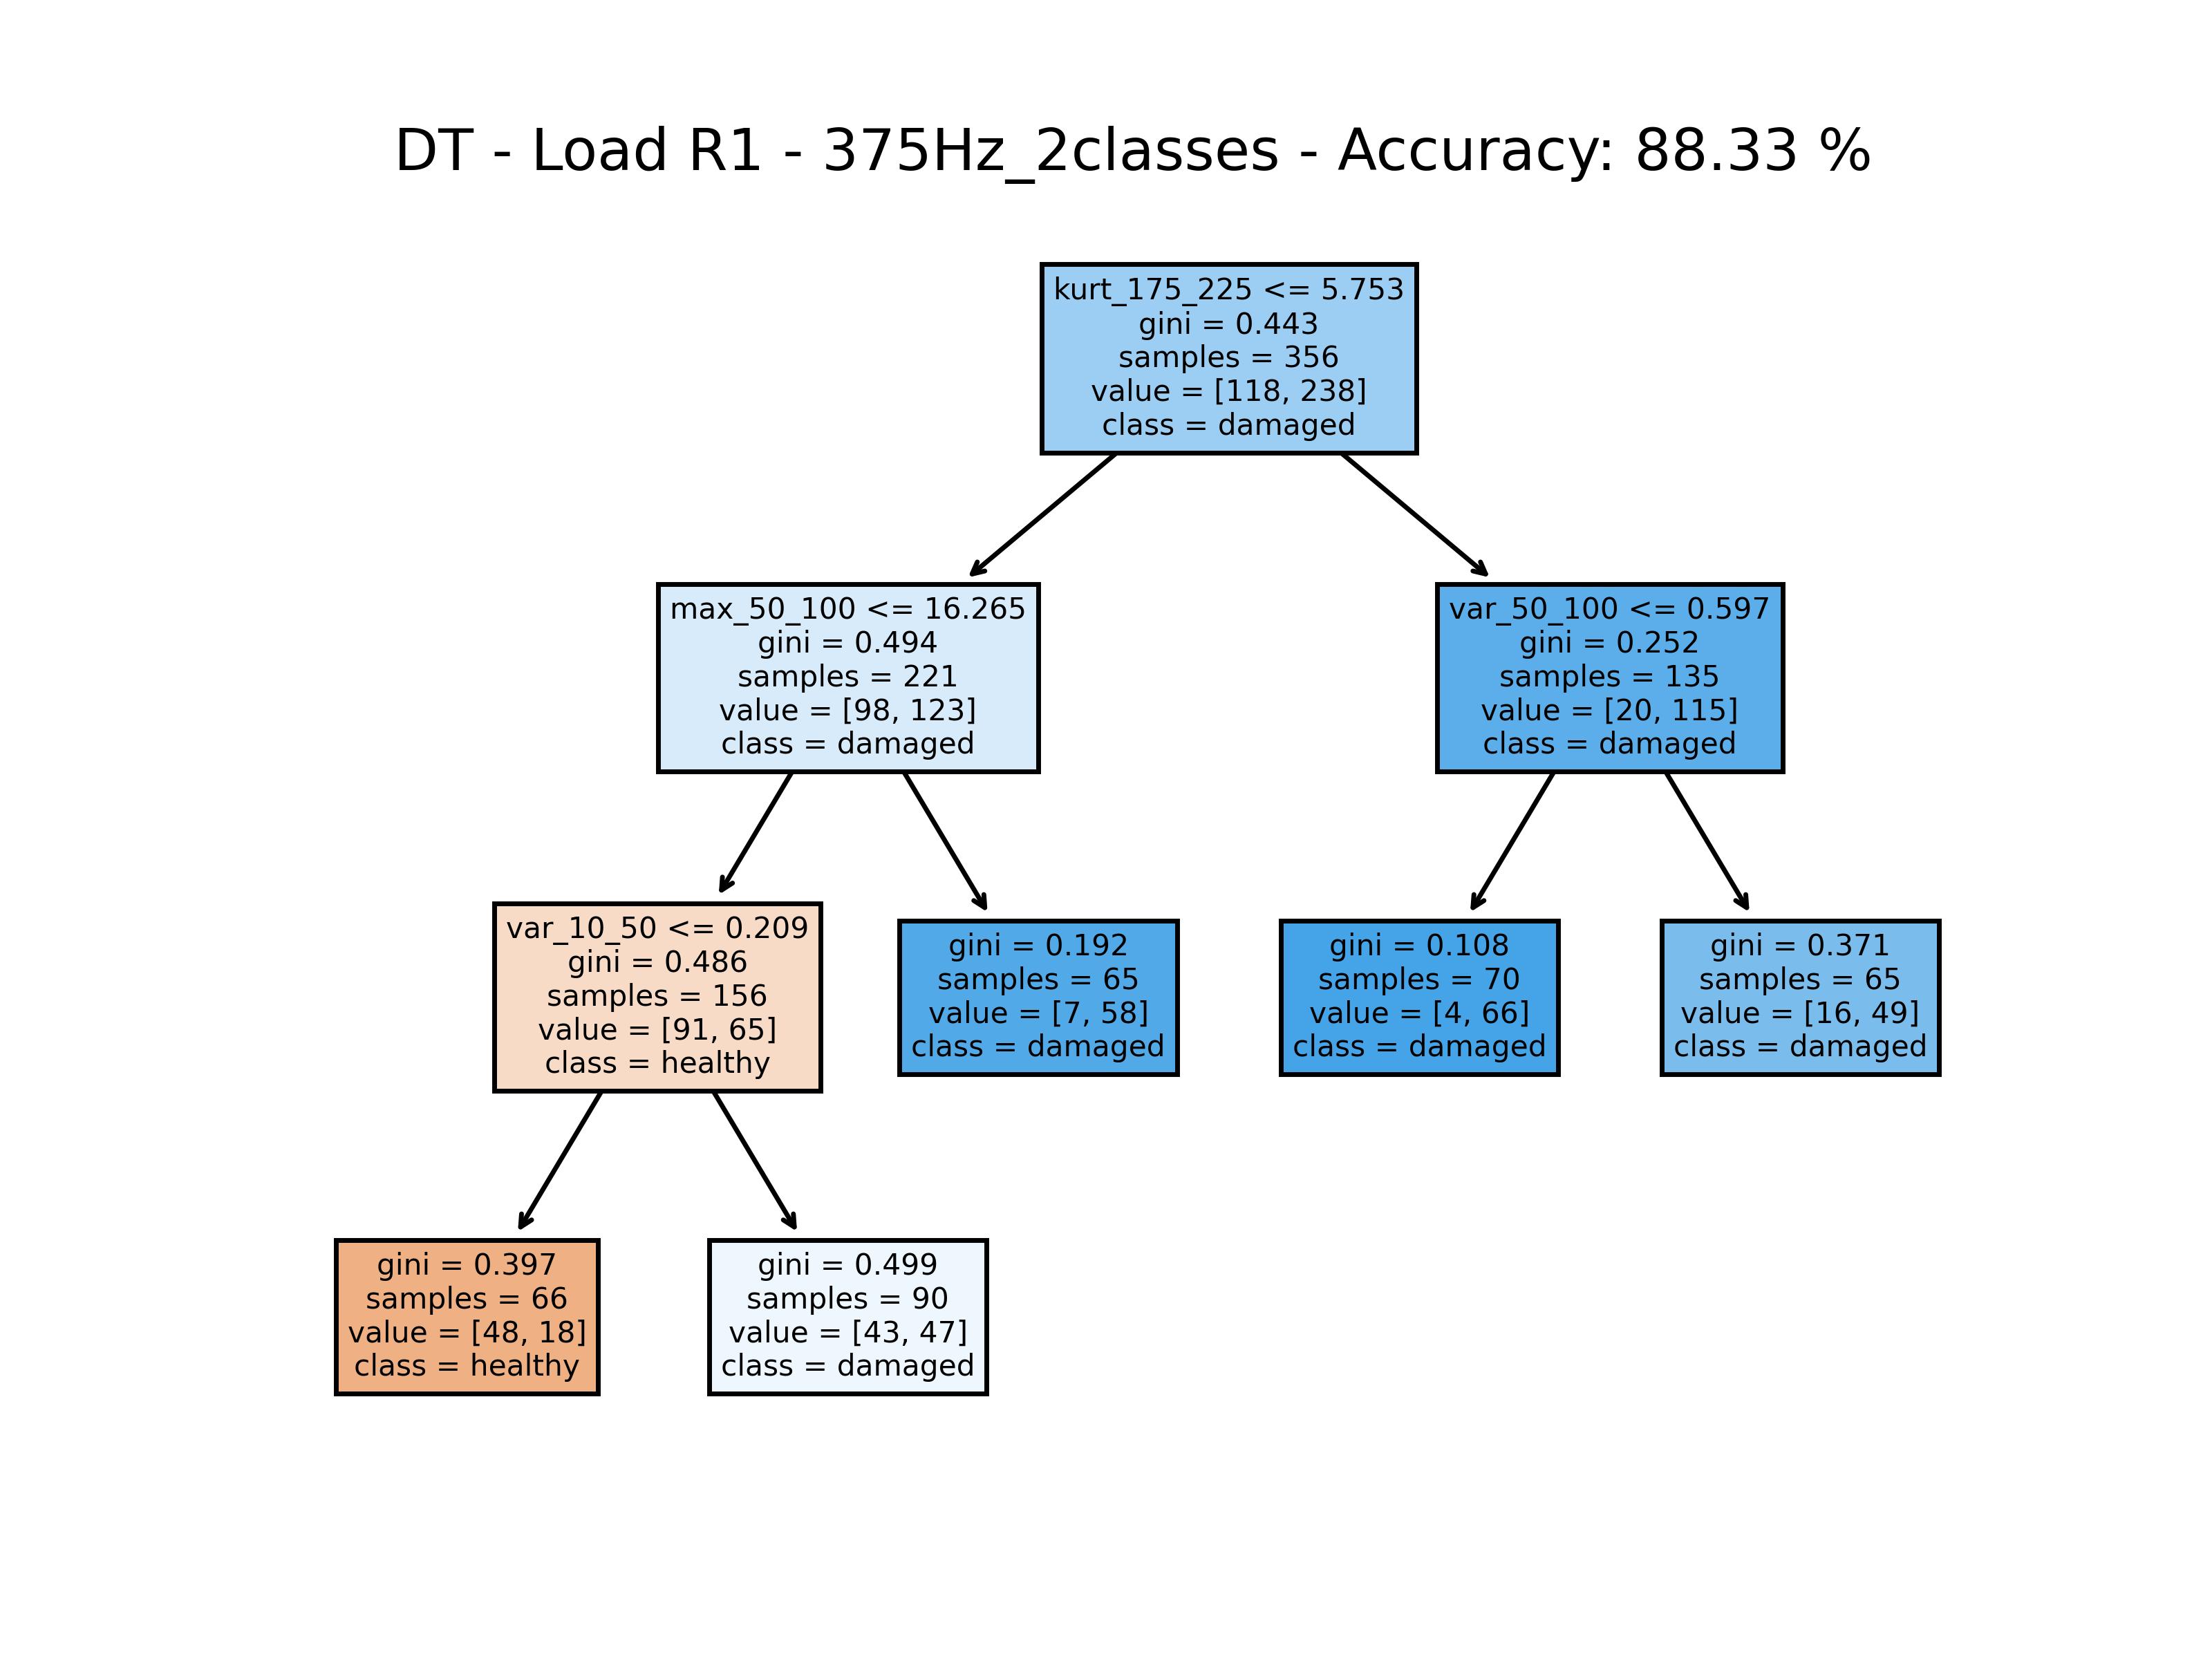 DT - Load R1 - 375Hz_2classes - Accuracy: 88.33 %
kurt_175_225 <= 5.753
gini = 0.443
samples = 356
value = [118, 238]
class = damaged
max_50_100 <= 16.265
gini = 0.494
samples = 221
value = [98, 123]
class = damaged
var_50_100 <= 0.597
gini = 0.252
samples = 135
value = [20, 115]
class = damaged
var_10_50 <= 0.209
gini = 0.486
samples = 156
value = [91, 65]
class = healthy
gini = 0.192
samples = 65
value = [7, 58]
class = damaged
gini = 0.108
samples = 70
value = [4, 66]
class = damaged
gini = 0.371
samples = 65
value = [16, 49]
class = damaged
gini = 0.397
samples = 66
value = [48, 18]
class = healthy
gini = 0.499
samples = 90
value = [43, 47]
class = damaged